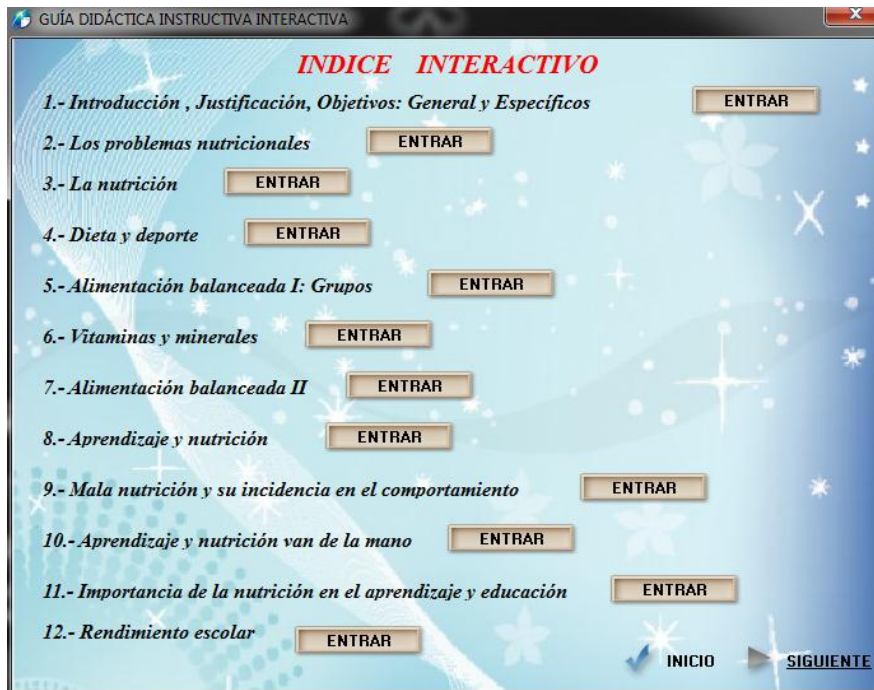 GUÍA DIDÁCTICA INSTRUCTIVA INTERACTIVA
INDICE INTERACTIVO
1.- Introducción , Justificación, Objetivos: General y Específicos ENTRAR
2.- Los problemas nutricionales ENTRAR
3.- La nutrición ENTRAR
4.- Dieta y deporte ENTRAR
5.- Alimentación balanceada I: Grupos ENTRAR
6.- Vitaminas y minerales ENTRAR
7.- Alimentación balanceada II ENTRAR
8.- Aprendizaje y nutrición ENTRAR
9.- Mala nutrición y su incidencia en el comportamiento ENTRAR
10.- Aprendizaje y nutrición van de la mano ENTRAR
11.- Importancia de la nutrición en el aprendizaje y educación ENTRAR
12.- Rendimiento escolar ENTRAR
INICIO SIGUIENTE